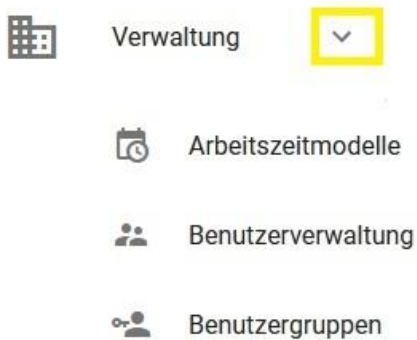 Verwaltung
Arbeitszeitmodelle
Benutzerverwaltung
Benutzergruppen